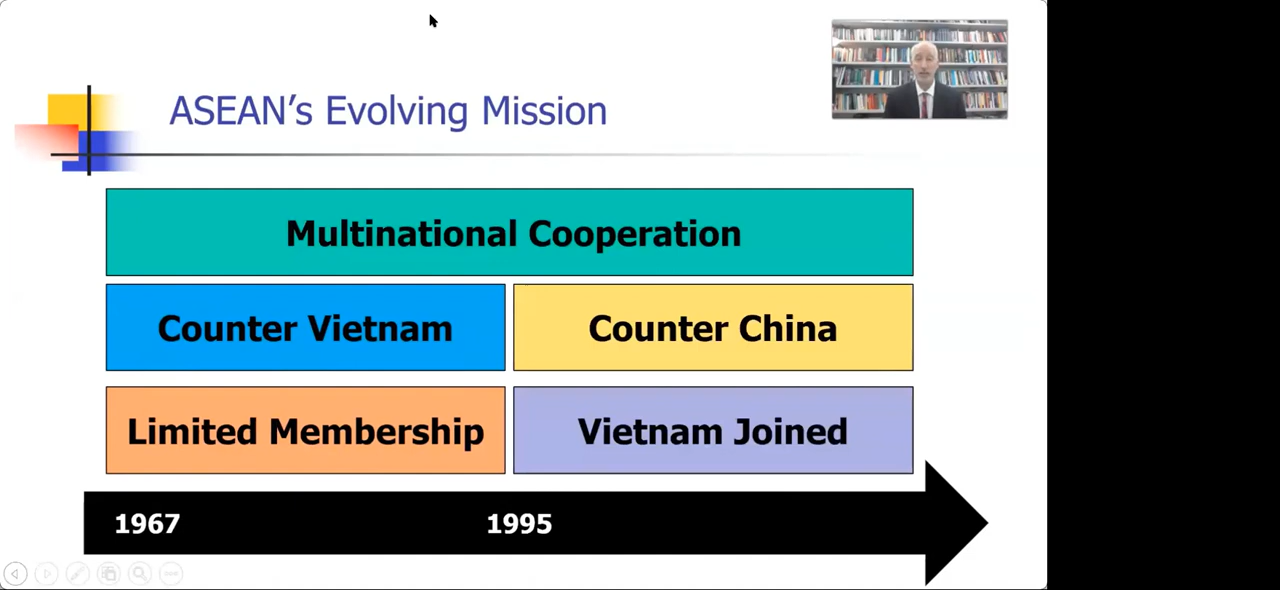 ASEAN's Evolving Mission
Multinational Cooperation
Counter Vietnam
Counter China
Limited Membership
Vietnam Joined
1967
1995